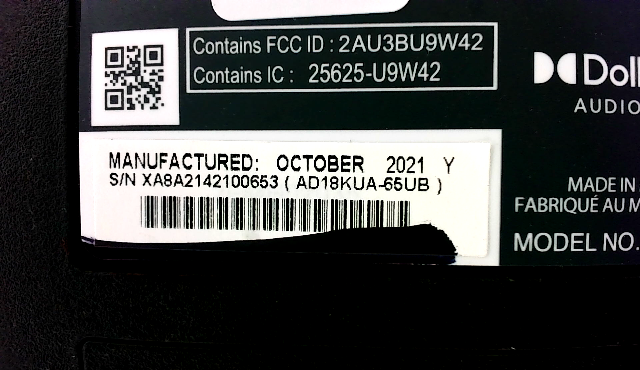 Contains FCC ID : 2AU3BU9W42
Contains IC : 25625-U9W42
MANUFACTURED: OCTOBER 2021 Y
S/N XA8A2142100653 ( AD18KUA-65UB )
AUDIO
MADE IN
FABRIQUÉ AU
MODEL NO.